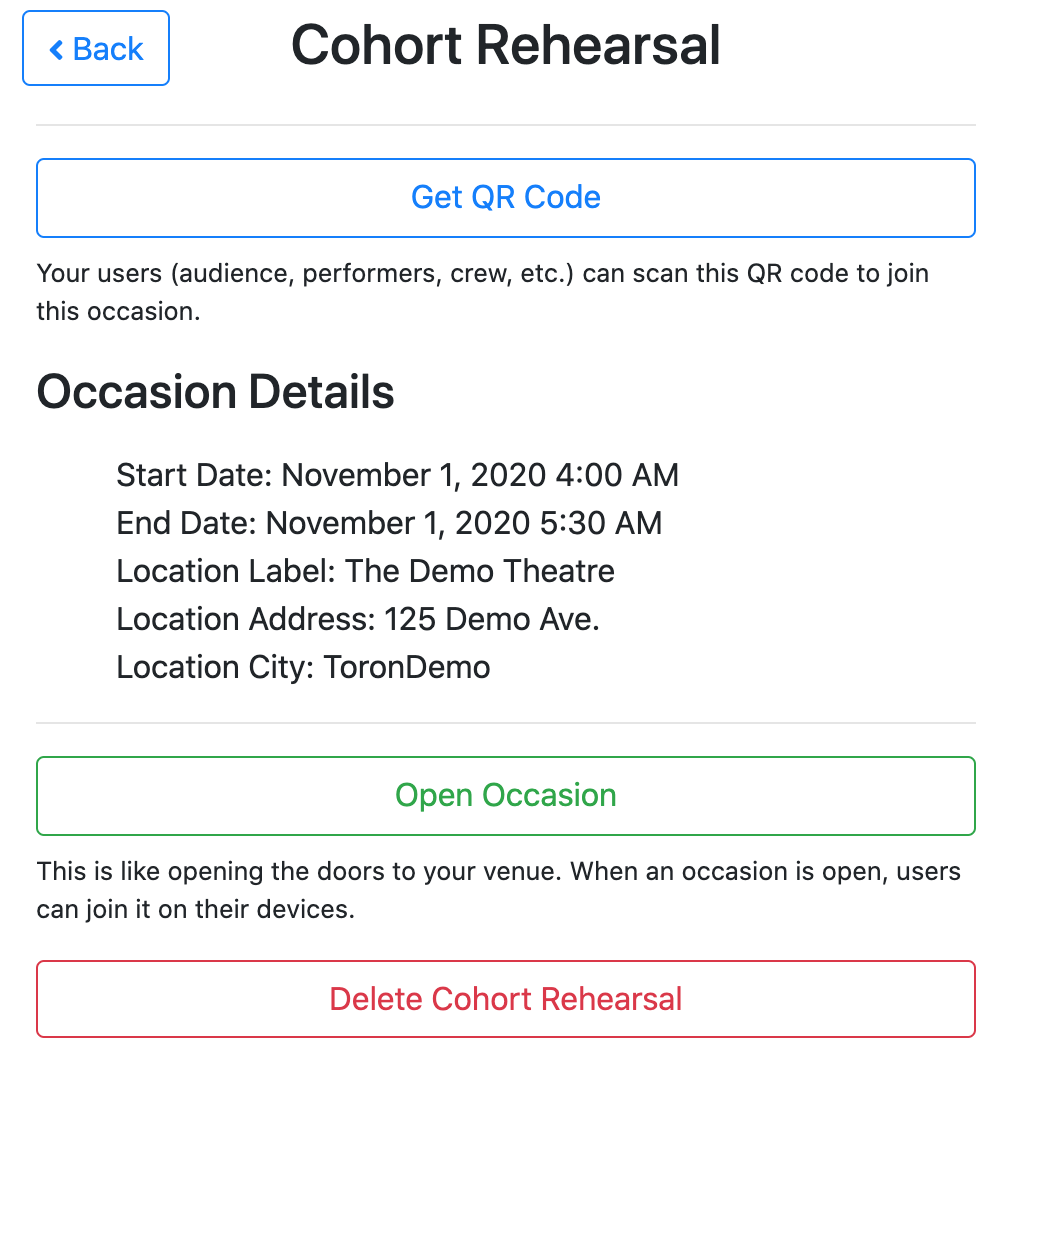 Back
Cohort Rehearsal
Get QR Code
Your users (audience, performers, crew, etc.) can scan this QR code to join
this occasion.
Occasion Details
Start Date: November 1, 2020 4:00 AM
End Date: November 1, 2020 5:30 AM
Location Label: The Demo Theatre
Location Address: 125 Demo Ave.
Location City: ToronDemo
Open Occasion
This is like opening the doors to your venue. When an occasion is open, users
can join it on their devices.
Delete Cohort Rehearsal